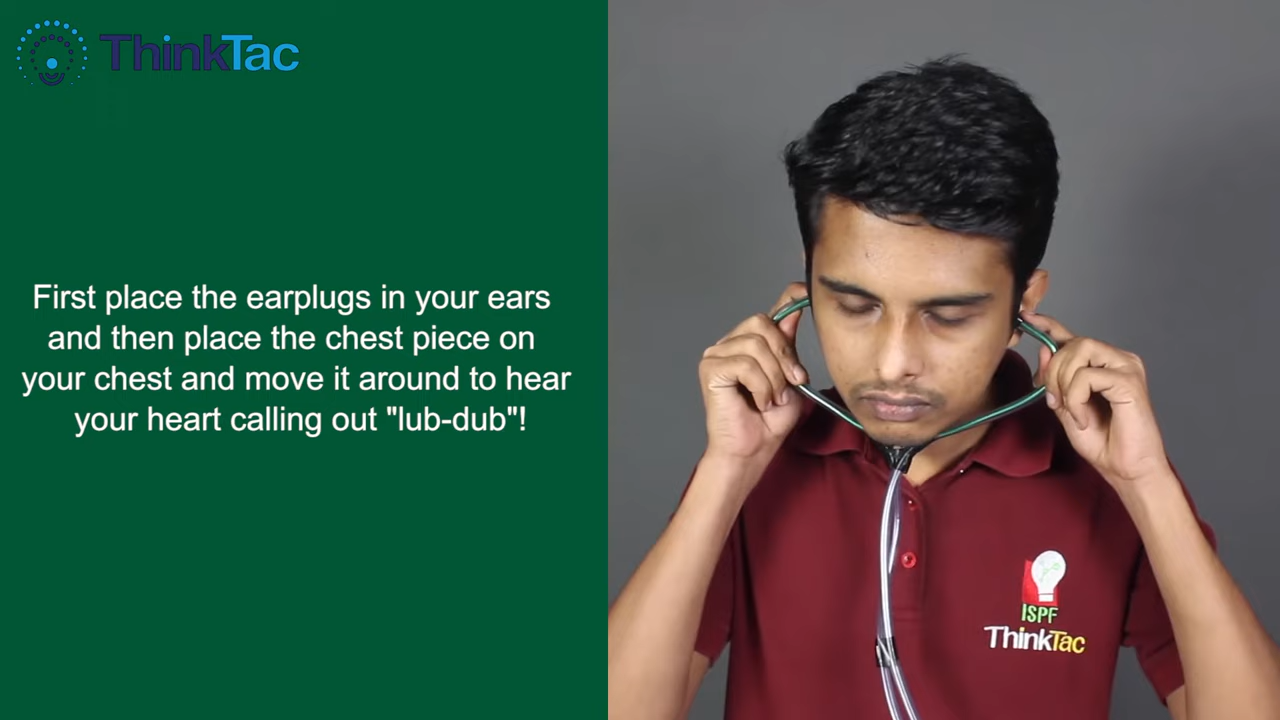 ThinkTac
First place the earplugs in your ears
and then place the chest piece on
your chest and move it around to hear
your heart calling out "lub-dub"!
ISPF
ThinkTac